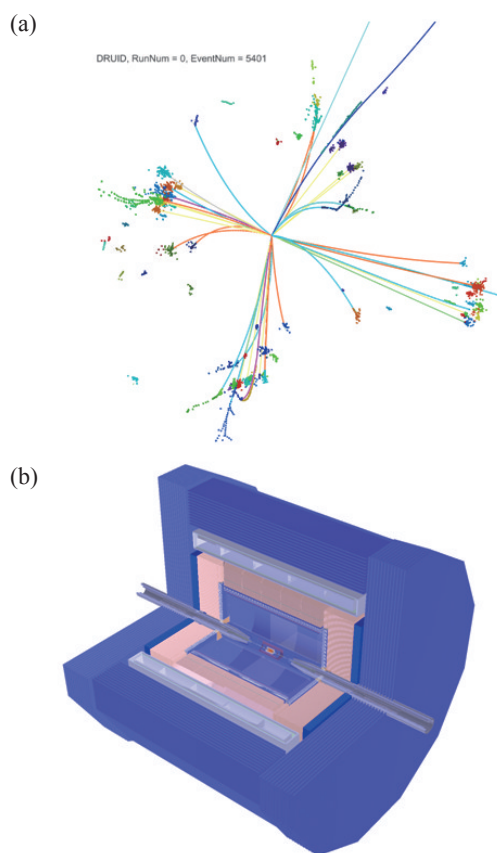 (a)
DRUID, RunNum = 0, EventNum = 5401
(b)